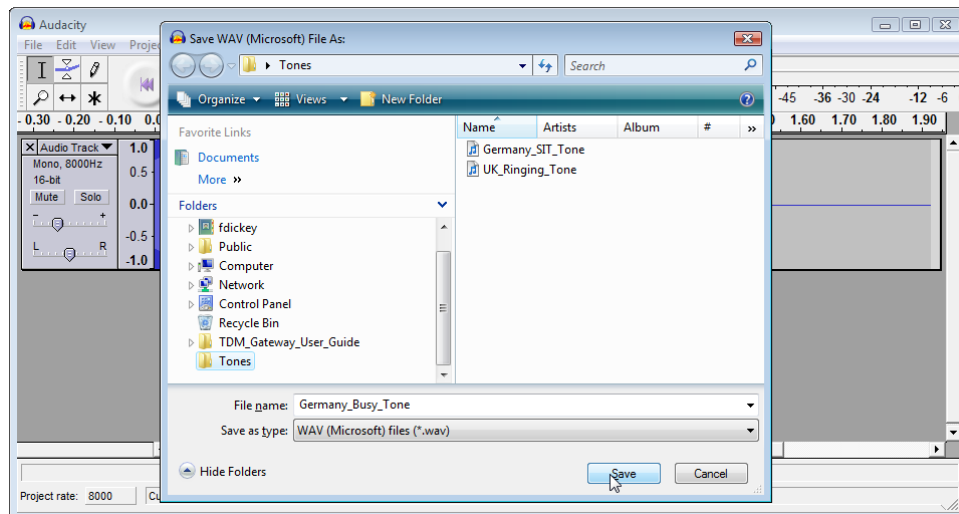 Audacity
File Edit View Projec
Save WAV (Microsoft) File As:
Tones
Search
Organize Views New Folder
-45 -36 -30 -24 -12 -6
- 0.30 - 0.20 - 0.10 0.0
1.60 1.70 1.80 1.90
Favorite Links
Documents
More »
Folders
fdickey
Public
Computer
Network
Control Panel
Recycle Bin
TDM_Gateway_User_Guide
Tones
Name Artists Album # »
Germany_SIT_Tone
UK_Ringing_Tone
Audio Track 1.0
Mono, 8000Hz
16-bit
0.5
Mute Solo
0.0
- +
-0.5
L R
-1.0
File name: Germany_Busy_Tone
Save as type: WAV (Microsoft) files (*.wav)
Hide Folders
Save Cancel
Project rate: 8000 Cu